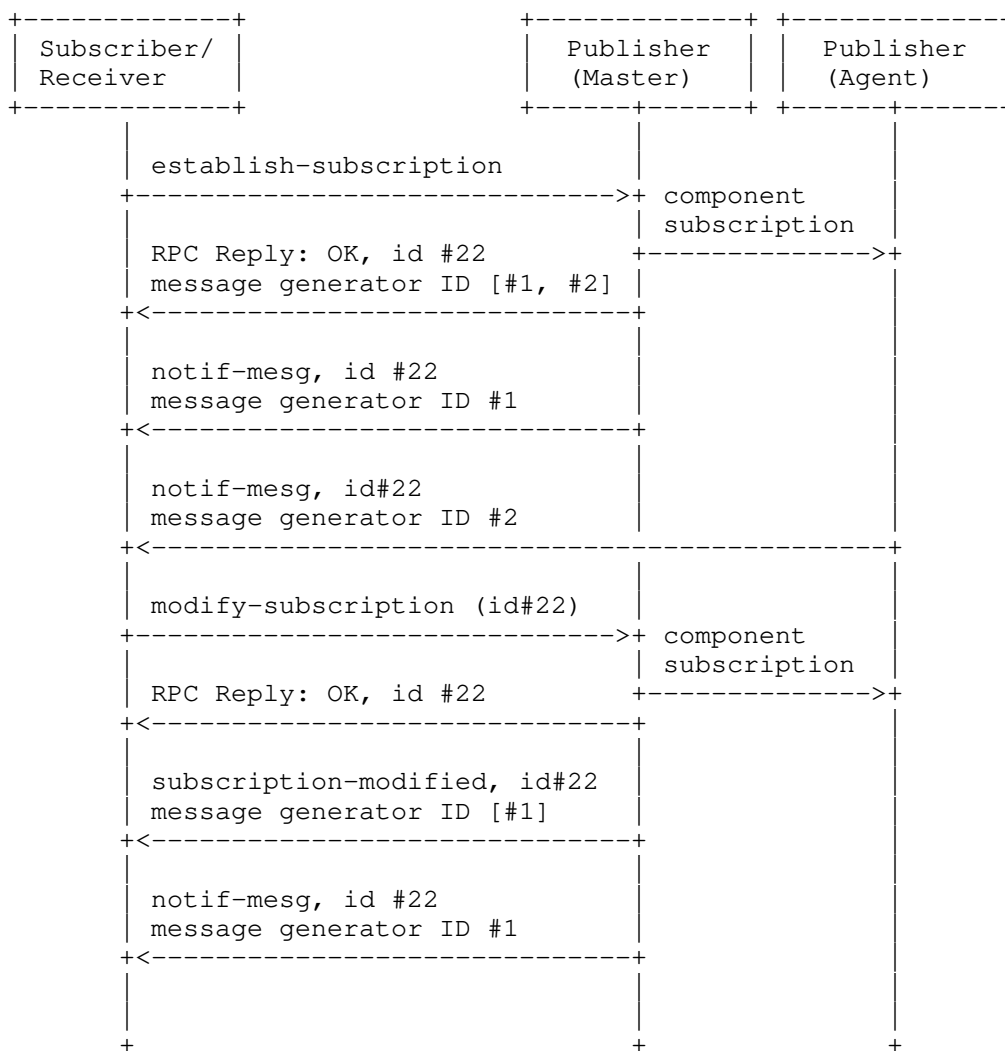 Subscriber/
Receiver
Publisher
(Master)
Publisher
(Agent)
establish-subscription
component
subscription
RPC Reply: OK, id #22
message generator ID [#1, #2]
notif-mesg, id #22
message generator ID #1
notif-mesg, id#22
message generator ID #2
modify-subscription (id#22)
component
subscription
RPC Reply: OK, id #22
subscription-modified, id#22
message generator ID [#1]
notif-mesg, id #22
message generator ID #1